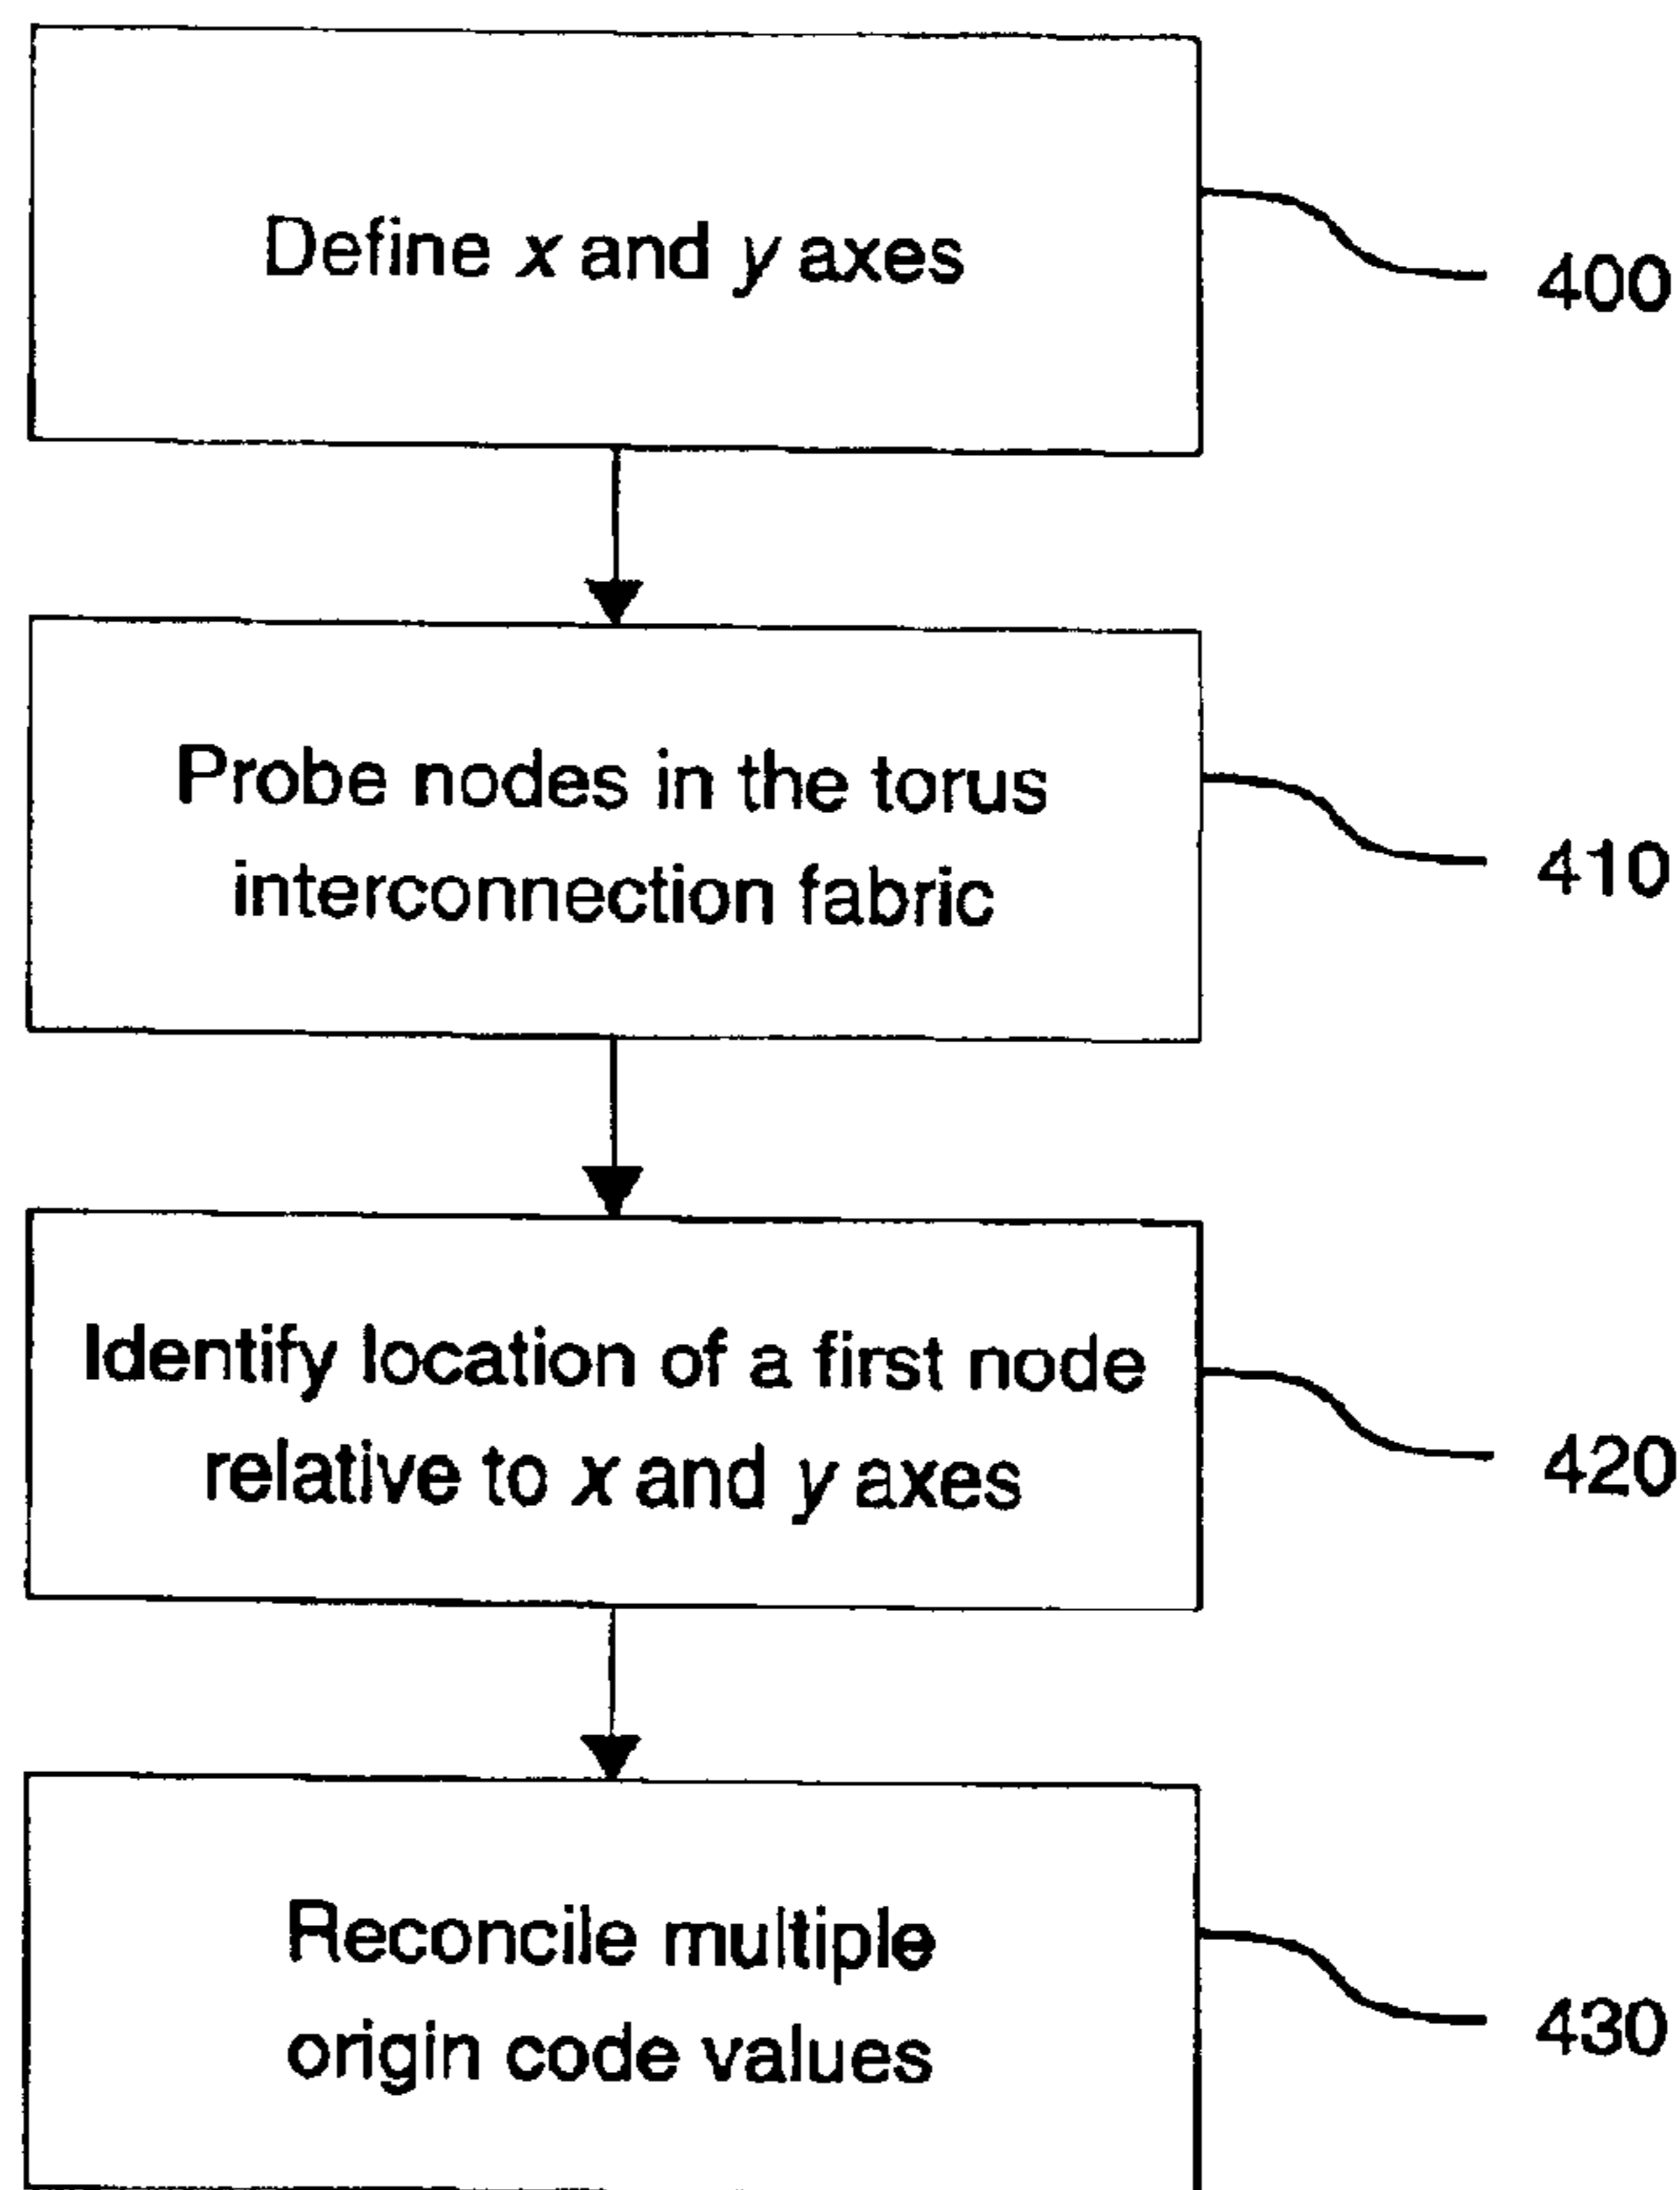 Define x and y axes
400
Probe nodes in the torus
interconnection fabric
410
Identify location of a first node
relative to x and y axes
420
Reconcile multiple
origin code values
430